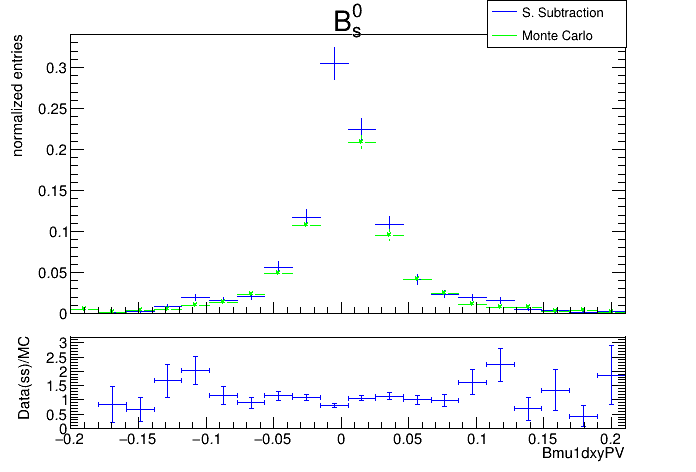 B_s^0
S. Subtraction
Monte Carlo
normalized entries
0.3
0.25
0.2
0.15
0.1
0.05
0
Data(ss)/MC
3
2.5
2
1.5
1
0.5
0
−0.2 −0.15 −0.1 −0.05 0 0.05 0.1 0.15 0.2
Bmu1dxyPV